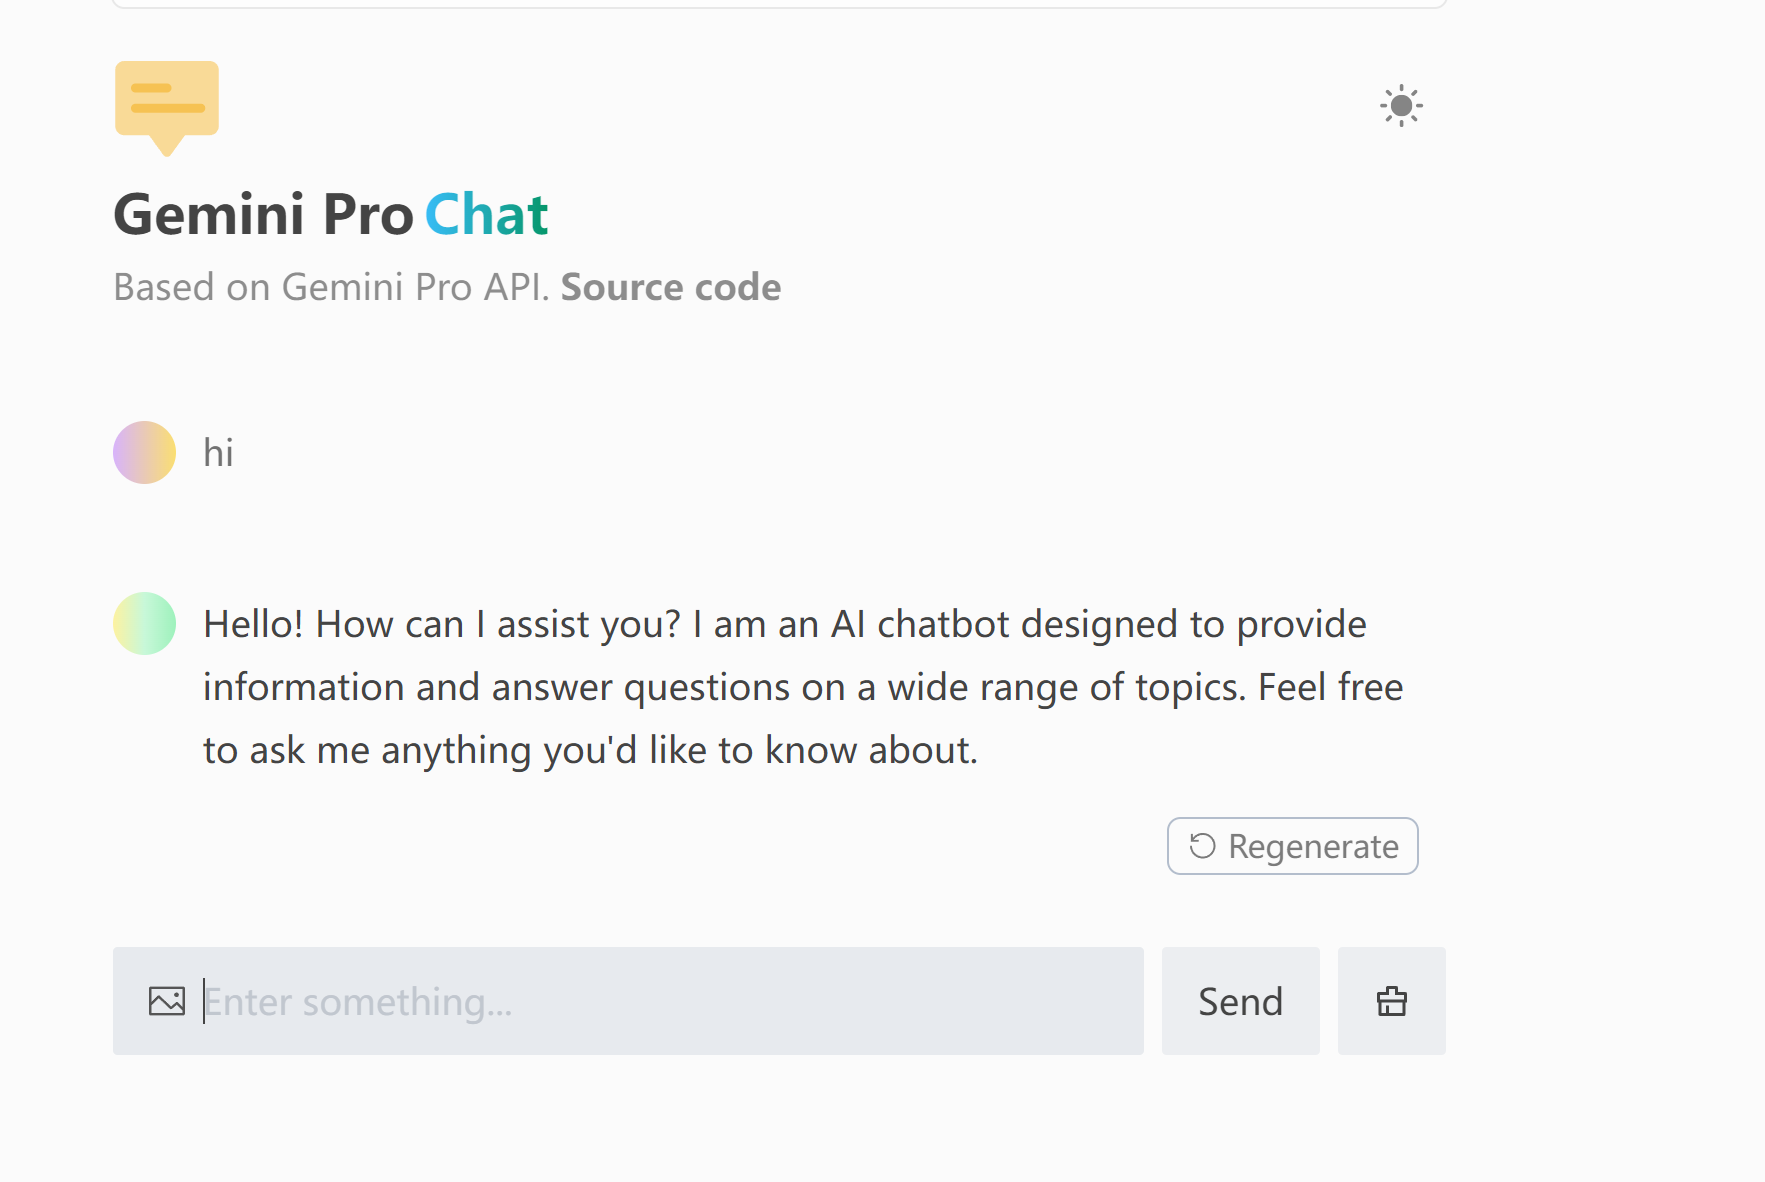 Gemini Pro Chat
Based on Gemini Pro API. Source code
hi
Hello! How can I assist you? I am an AI chatbot designed to provide
information and answer questions on a wide range of topics. Feel free
to ask me anything you'd like to know about.
Regenerate
Enter something...
Send